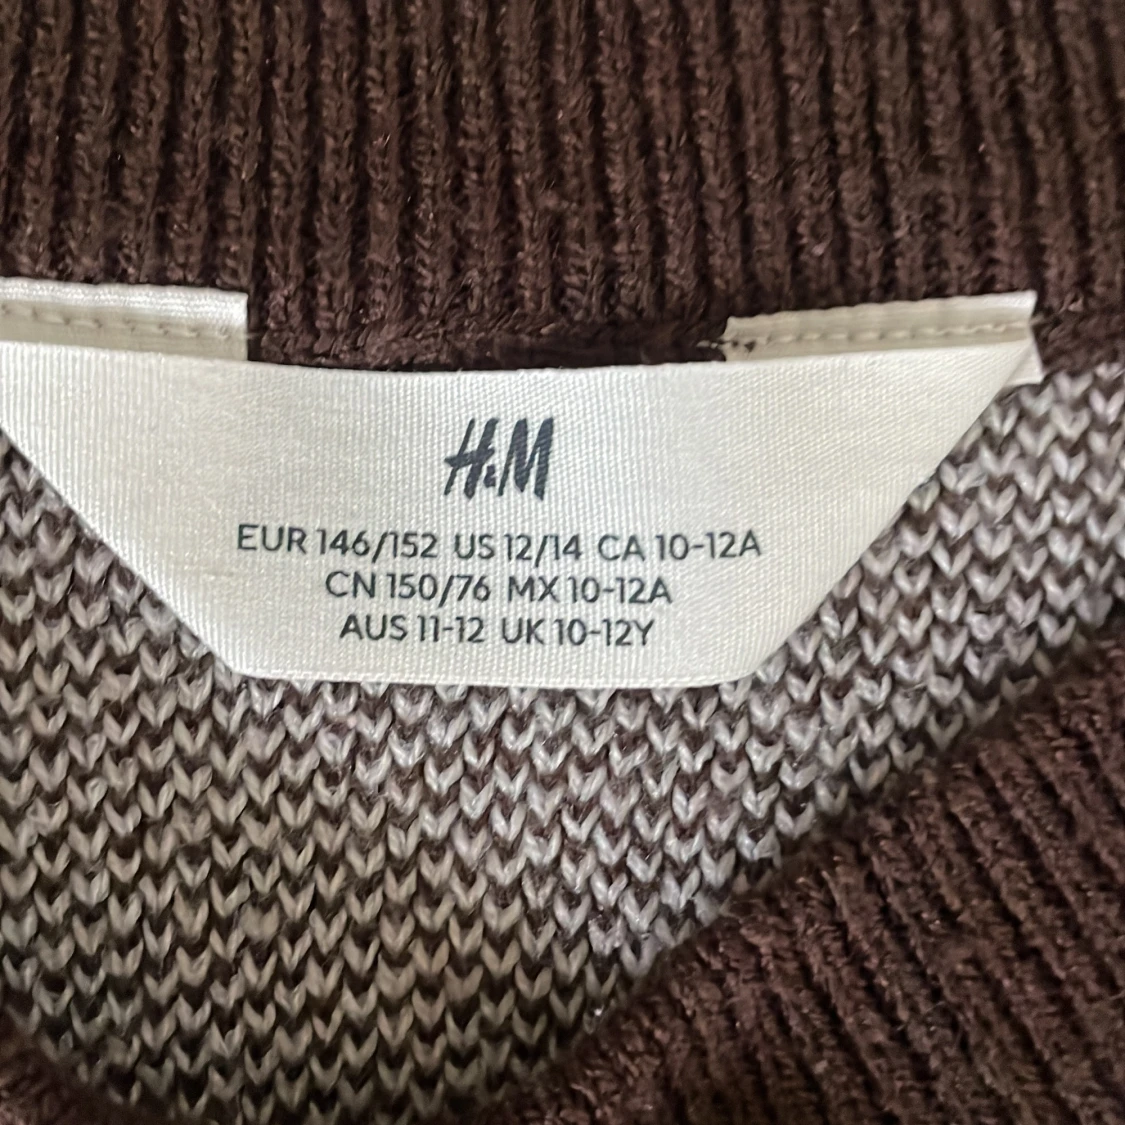 H&M
EUR 146/152 US 12/14 CA 10-12A
CN 150/76 MX 10-12A
AUS 11-12 UK 10-12Y